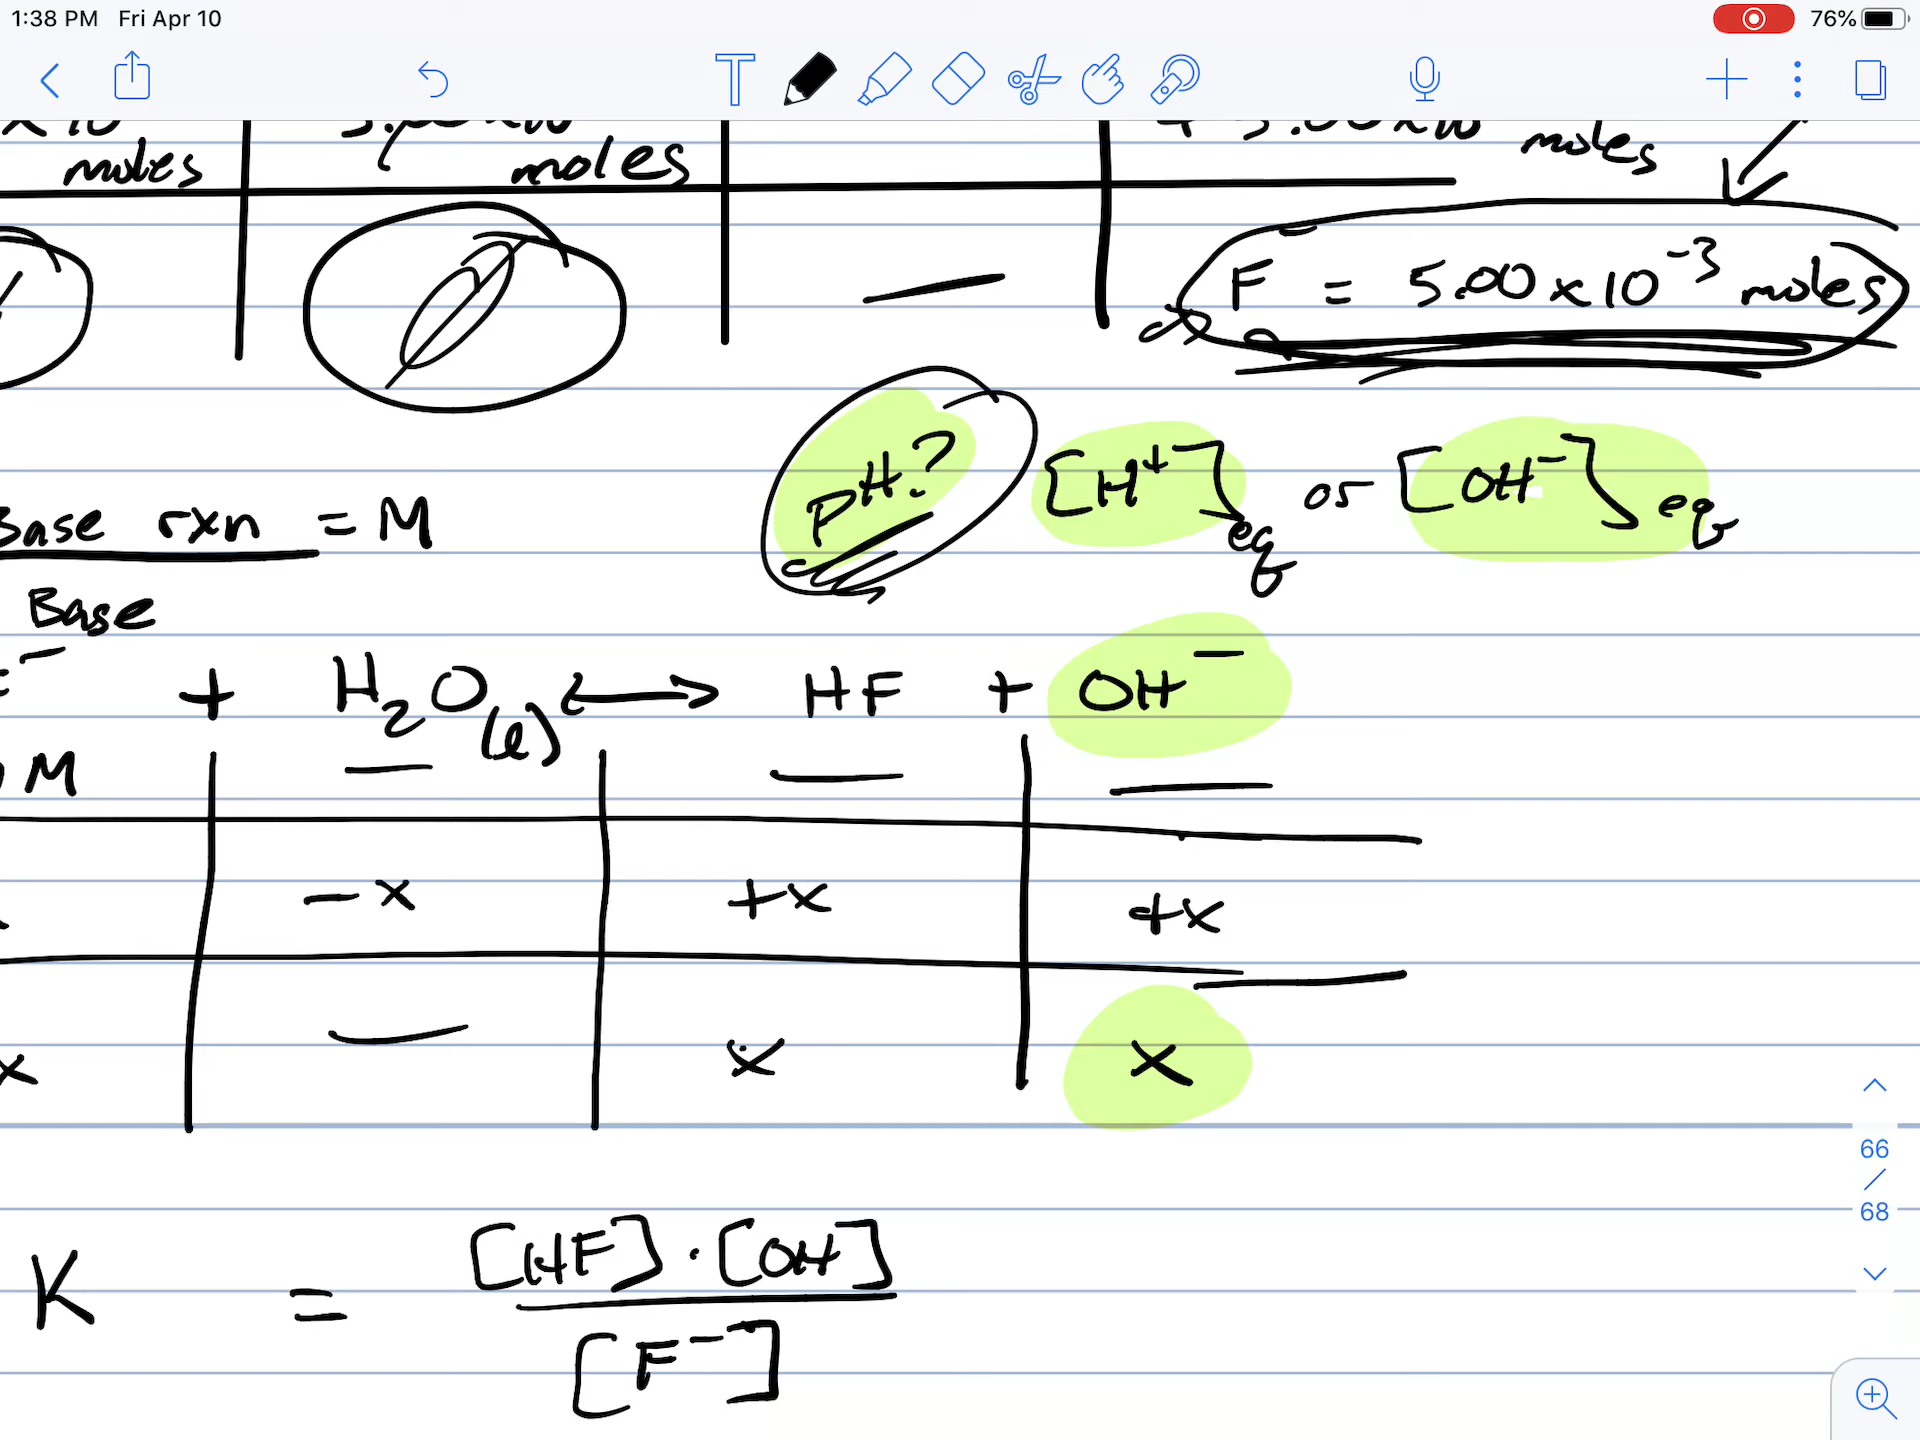 1:38 PM Fri Apr 10 76%
moles moles moles
F⁻ = 5.00 x 10⁻³ moles
pH? [H⁺]eq or [OH⁻]eq
Base rxn = M
Base
+ H₂O(l) ⟷ HF + OH⁻
M — — —
-x +x +x
x — x x
66
/
68
K = [HF]·[OH]
[F⁻]